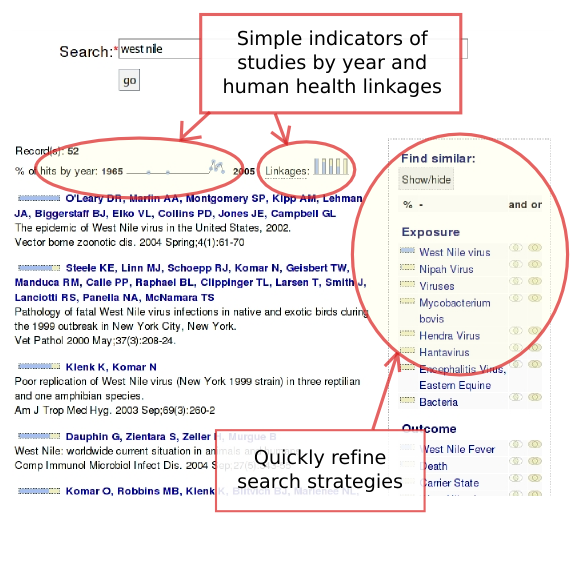 Simple indicators of
studies by year and
human health linkages
Search:* west nile
go
Record(s): 52
% of hits by year: 1965 2005 Linkages:
O'Leary DR, Marfin AA, Montgomery SP, Kipp AM, Lehman
JA, Biggerstaff BJ, Elko VL, Collins PD, Jones JE, Campbell GL
The epidemic of West Nile virus in the United States, 2002.
Vector borne zoonotic dis. 2004 Spring;4(1):61-70
Steele KE, Linn MJ, Schoepp RJ, Komar N, Geisbert TW,
Manduca RM, Calle PP, Raphael BL, Clippinger TL, Larsen T, Smith J,
Lanciotti RS, Panella NA, McNamara TS
Pathology of fatal West Nile virus infections in native and exotic birds during
the 1999 outbreak in New York City, New York.
Vet Pathol 2000 May;37(3):208-24.
Klenk K, Komar N
Poor replication of West Nile virus (New York 1999 strain) in three reptilian
and one amphibian species.
Am J Trop Med Hyg. 2003 Sep;69(3):260-2
Dauphin G, Zientara S, Zeller H, Murgue B
West Nile: worldwide current situation in animals and
Comp Immunol Microbiol Infect Dis. 2004 Sep;27(5)
Komar O, Robbins MB, Klenk K,
Find similar:
Show/hide
% - and or
Exposure
West Nile virus
Nipah Virus
Viruses
Mycobacterium
bovis
Hendra Virus
Hantavirus
Encephalitis Virus,
Eastern Equine
Bacteria
Outcome
West Nile Fever
Death
Carrier State
Quickly refine
search strategies